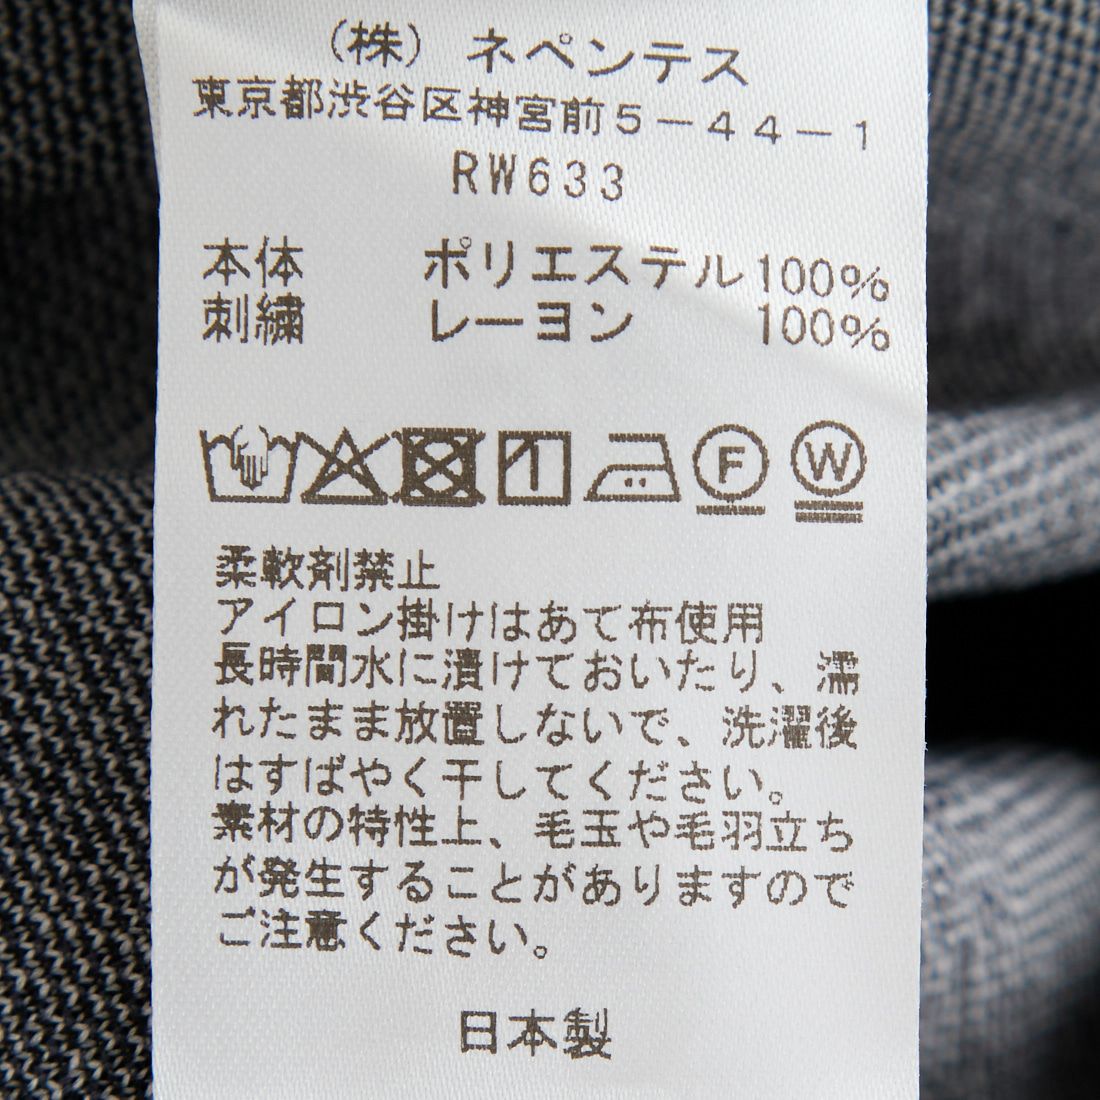 （株）ネペンテス
東京都渋谷区神宮前５－４４－１
RW633
本体 ポリエステル100%
刺繍 レーヨン 100%
F W
柔軟剤禁止
アイロン掛けはあて布使用
長時間水に漬けておいたり、濡
れたまま放置しないで、洗濯後
はすばやく干してください。
素材の特性上、毛玉や毛羽立ち
が発生することがありますので
ご注意ください。
日本製